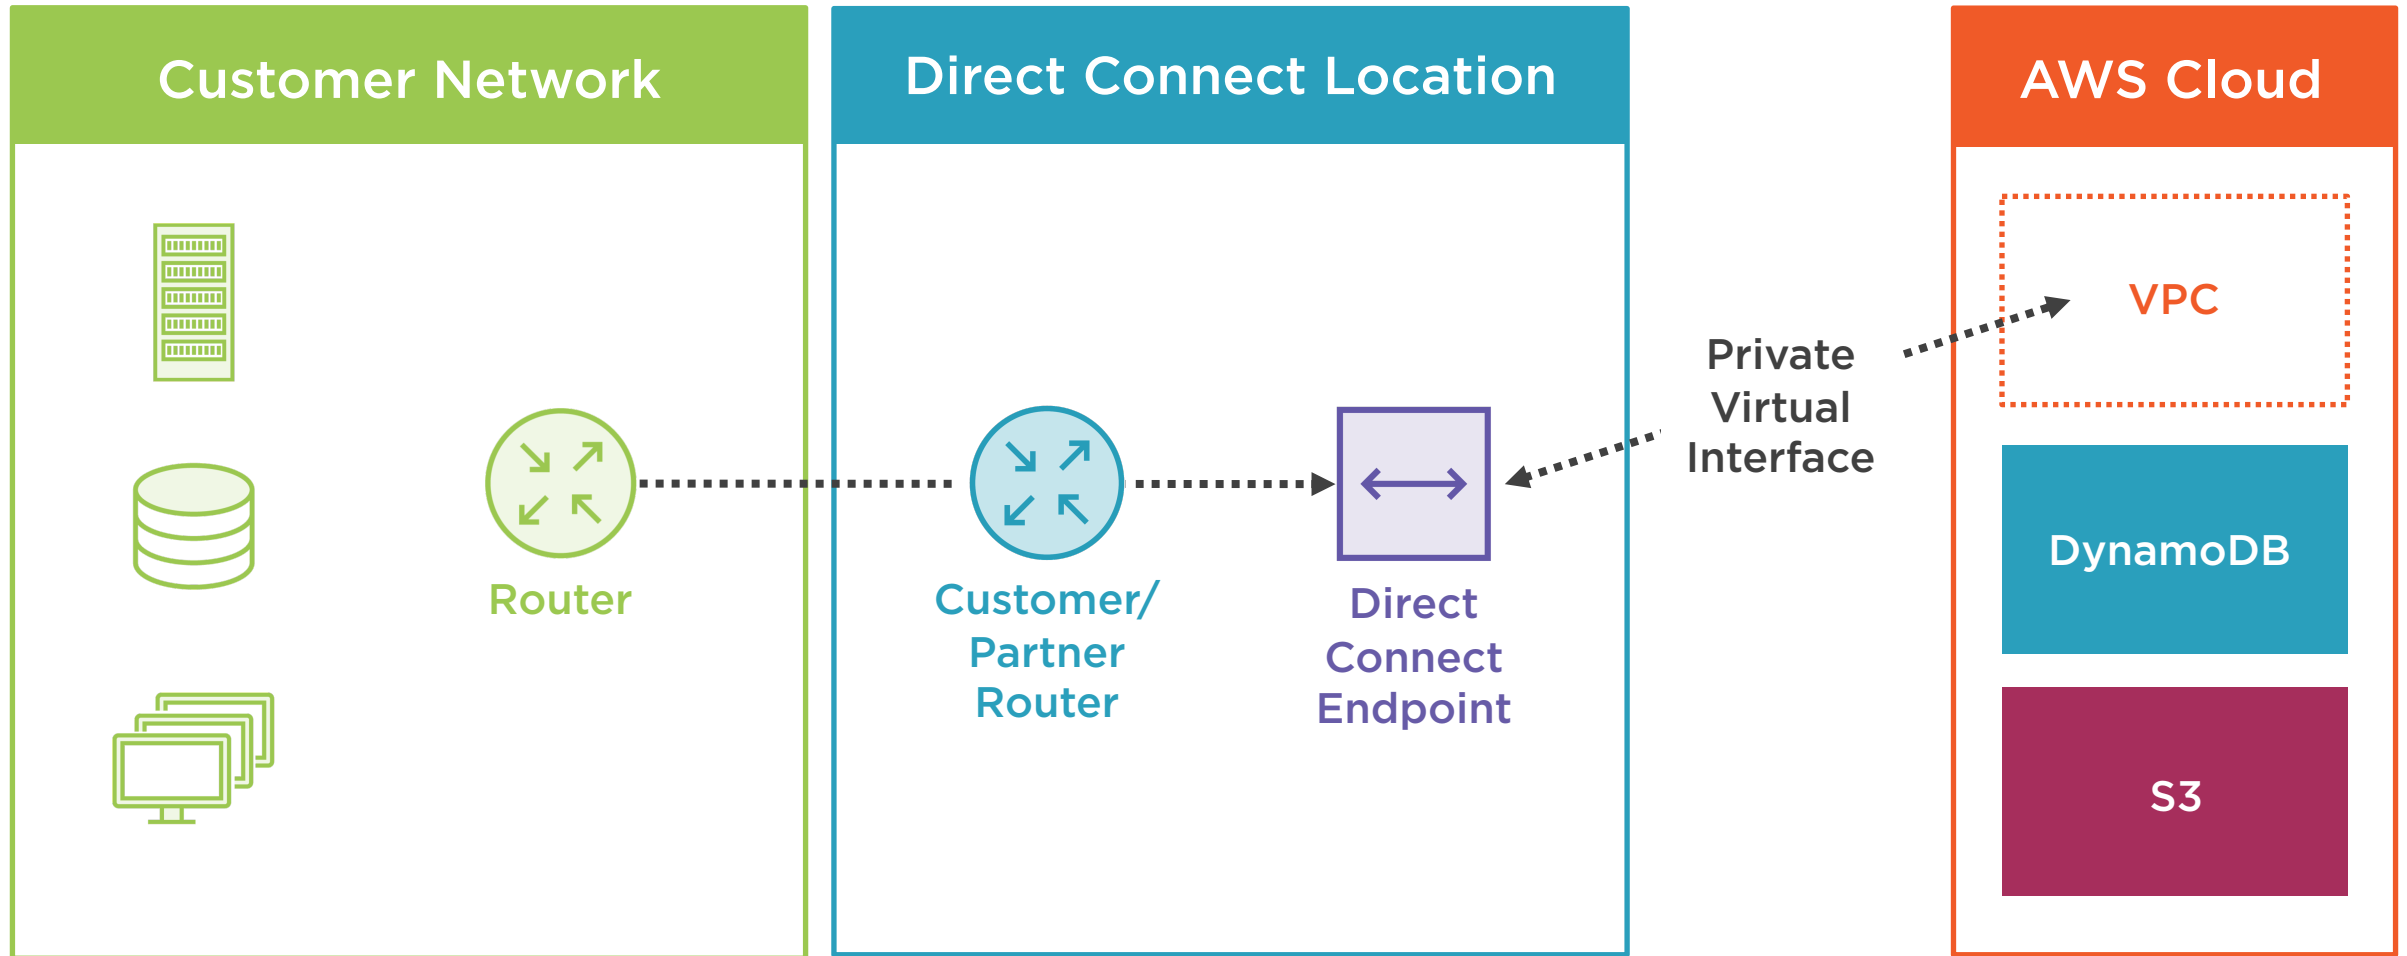 Customer Network
Direct Connect Location
AWS Cloud
Router
Customer/
Partner
Router
Direct
Connect
Endpoint
Private
Virtual
Interface
VPC
DynamoDB
S3